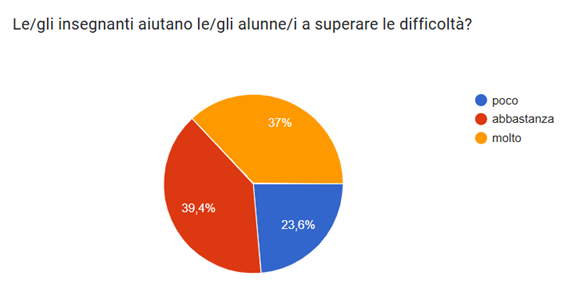 Le/gli insegnanti aiutano le/gli alunne/i a superare le difficoltà?
poco
abbastanza
molto
37%
39,4%
23,6%